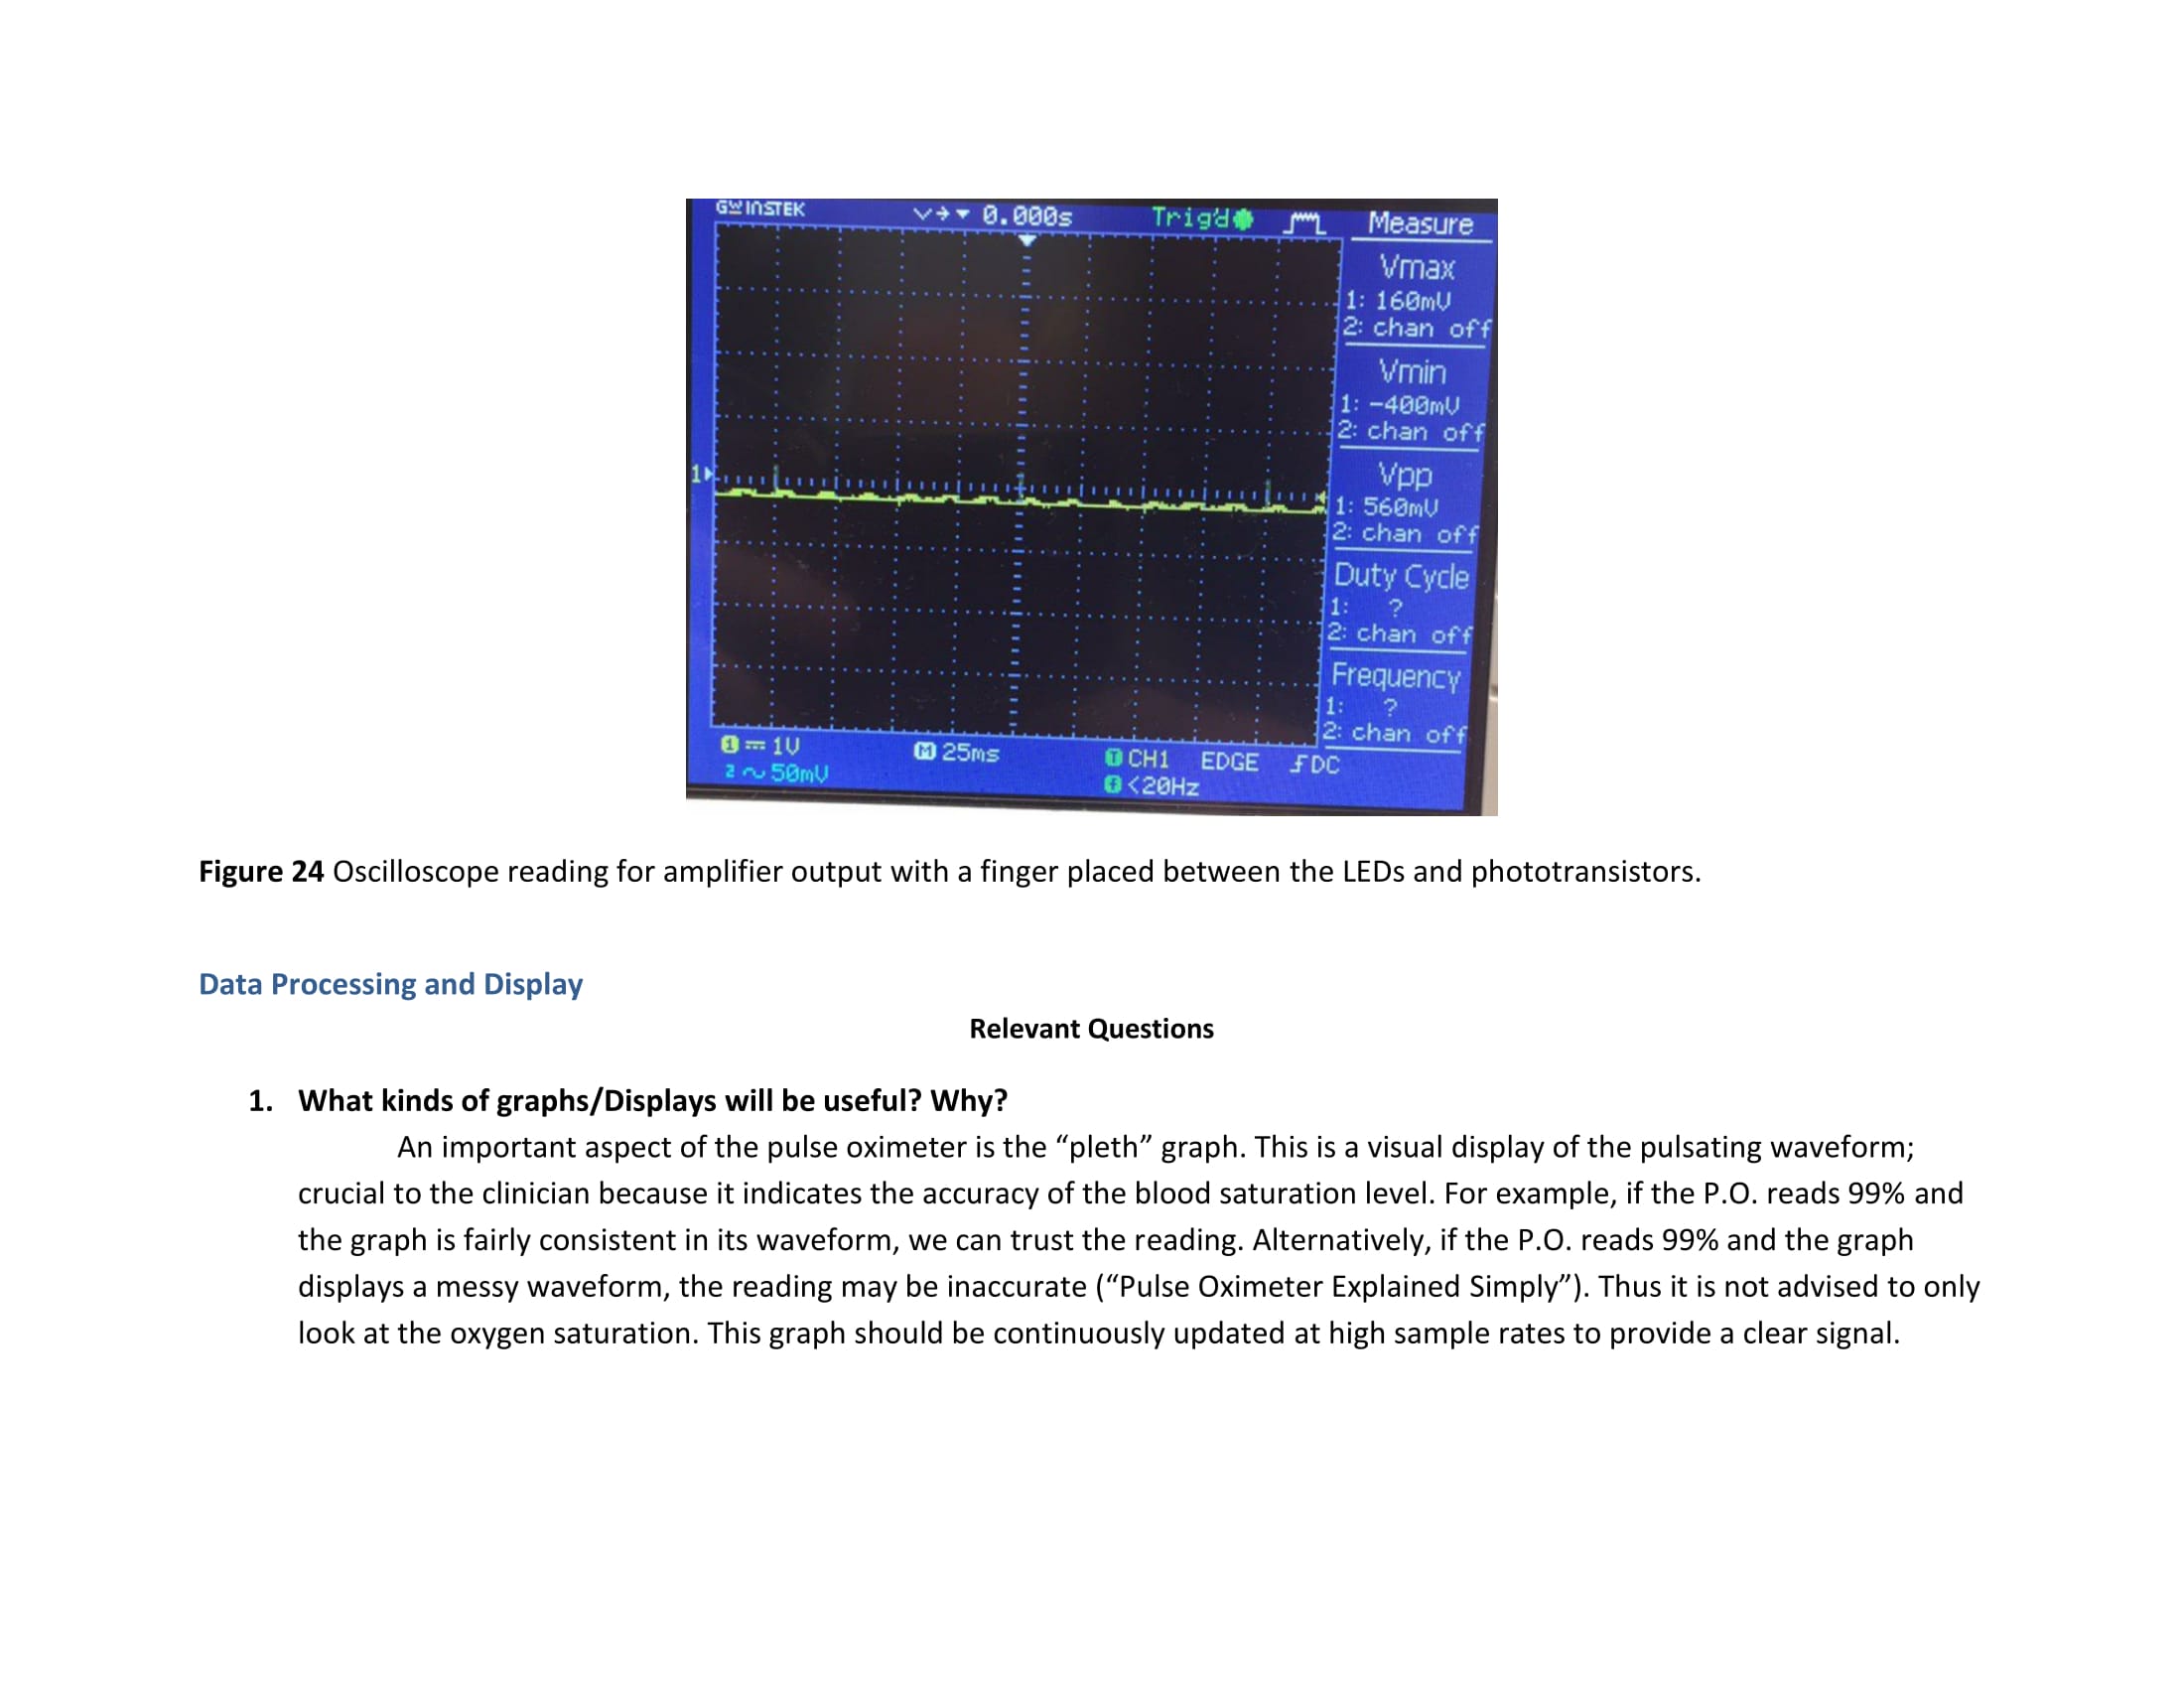 GWINSTEK 0.000s Trig'd Measure
Vmax
1: 160mV
2: chan off
Vmin
1: -400mV
2: chan off
1
Vpp
1: 560mV
2: chan off
Duty Cycle
1: ?
2: chan off
Frequency
1: ?
2: chan off
1 1V M 25ms T CH1 EDGE DC
2 50mV f <20Hz
Figure 24 Oscilloscope reading for amplifier output with a finger placed between the LEDs and phototransistors.
Data Processing and Display
Relevant Questions
1. What kinds of graphs/Displays will be useful? Why?
An important aspect of the pulse oximeter is the “pleth” graph. This is a visual display of the pulsating waveform;
crucial to the clinician because it indicates the accuracy of the blood saturation level. For example, if the P.O. reads 99% and
the graph is fairly consistent in its waveform, we can trust the reading. Alternatively, if the P.O. reads 99% and the graph
displays a messy waveform, the reading may be inaccurate (“Pulse Oximeter Explained Simply”). Thus it is not advised to only
look at the oxygen saturation. This graph should be continuously updated at high sample rates to provide a clear signal.